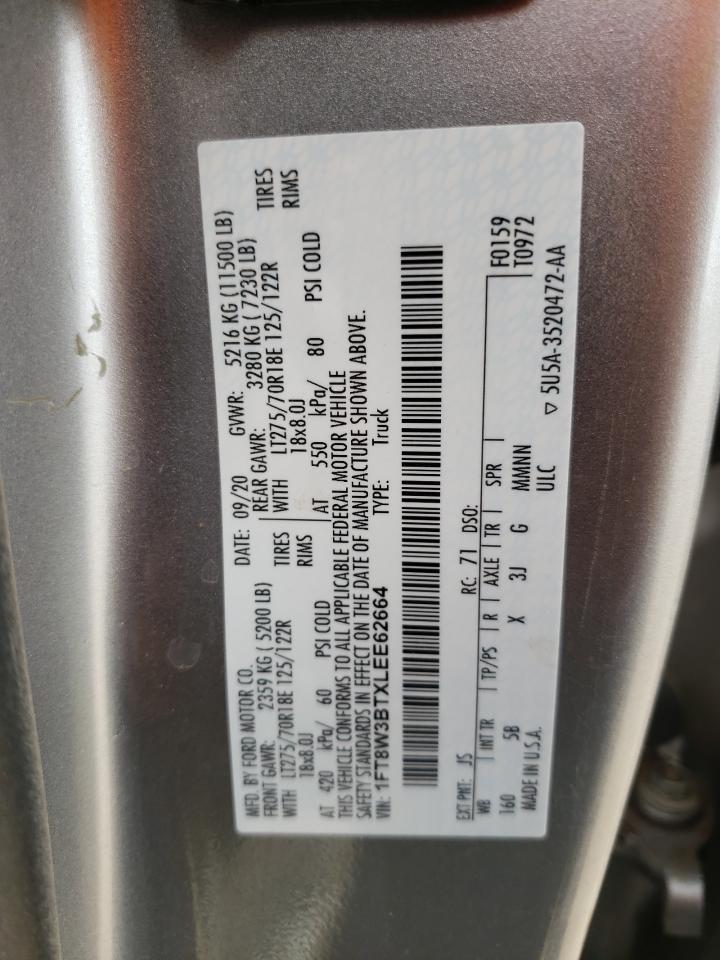 MFD. BY FORD MOTOR CO. DATE: 09/20 GVWR: 5216 KG (11500 LB)
FRONT GAWR: 2359 KG ( 5200 LB) REAR GAWR: 3280 KG ( 7230 LB)
WITH LT275/70R18E 125/122R TIRES WITH LT275/70R18E 125/122R TIRES
18x8.0J RIMS 18x8.0J RIMS
AT 420 kPa/ 60 PSI COLD AT 550 kPa/ 80 PSI COLD
THIS VEHICLE CONFORMS TO ALL APPLICABLE FEDERAL MOTOR VEHICLE
SAFETY STANDARDS IN EFFECT ON THE DATE OF MANUFACTURE SHOWN ABOVE.
VIN: 1FT8W3BTXLEE62664 TYPE: Truck
EXT PNT: JS RC: 71 DSO:
WB INT TR TP/PS R AXLE TR SPR F0159
160 5B X 3J G MMNN T0972
MADE IN U.S.A. ULC ▽ 5U5A-3520472-AA